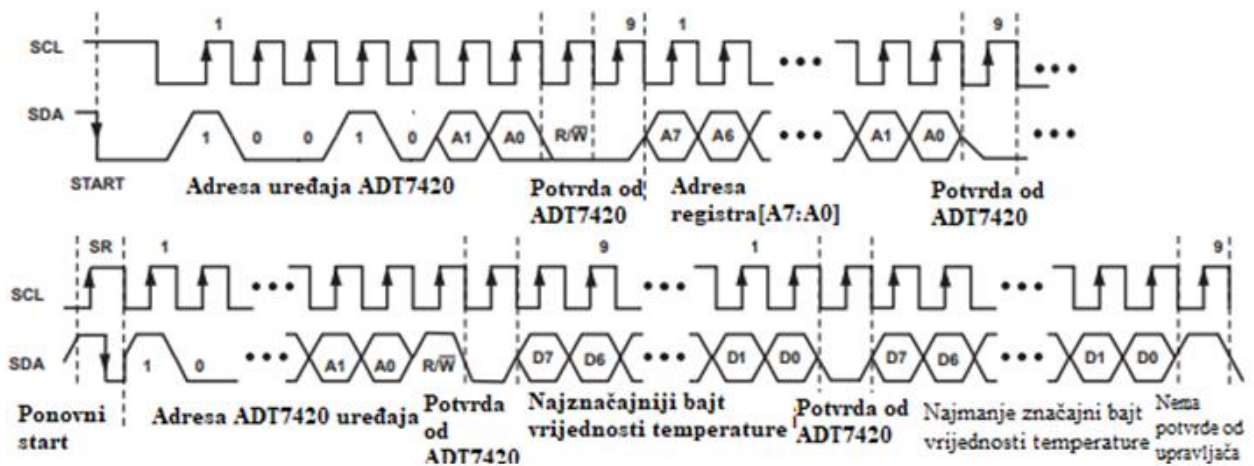 1 9 1 9
SCL
SDA
1 0 0 1 0 A1 A0 R/W̅ A7 A6 A1 A0
START
Adresa uređaja ADT7420
Potvrda od
ADT7420
Adresa
registra[A7:A0]
Potvrda od
ADT7420
SR 1 9 1 9
SCL
SDA
1 0 A1 A0 R/W̅ D7 D6 D1 D0 D7 D6 D1 D0
Ponovni
start
Adresa ADT7420 uređaja
Potvrda
od
ADT7420
Najznačajniji bajt
vrijednosti temperature
Potvrda od
ADT7420
Najmanje značajni bajt
vrijednosti temperature
Nema
potvrde od
upravljača